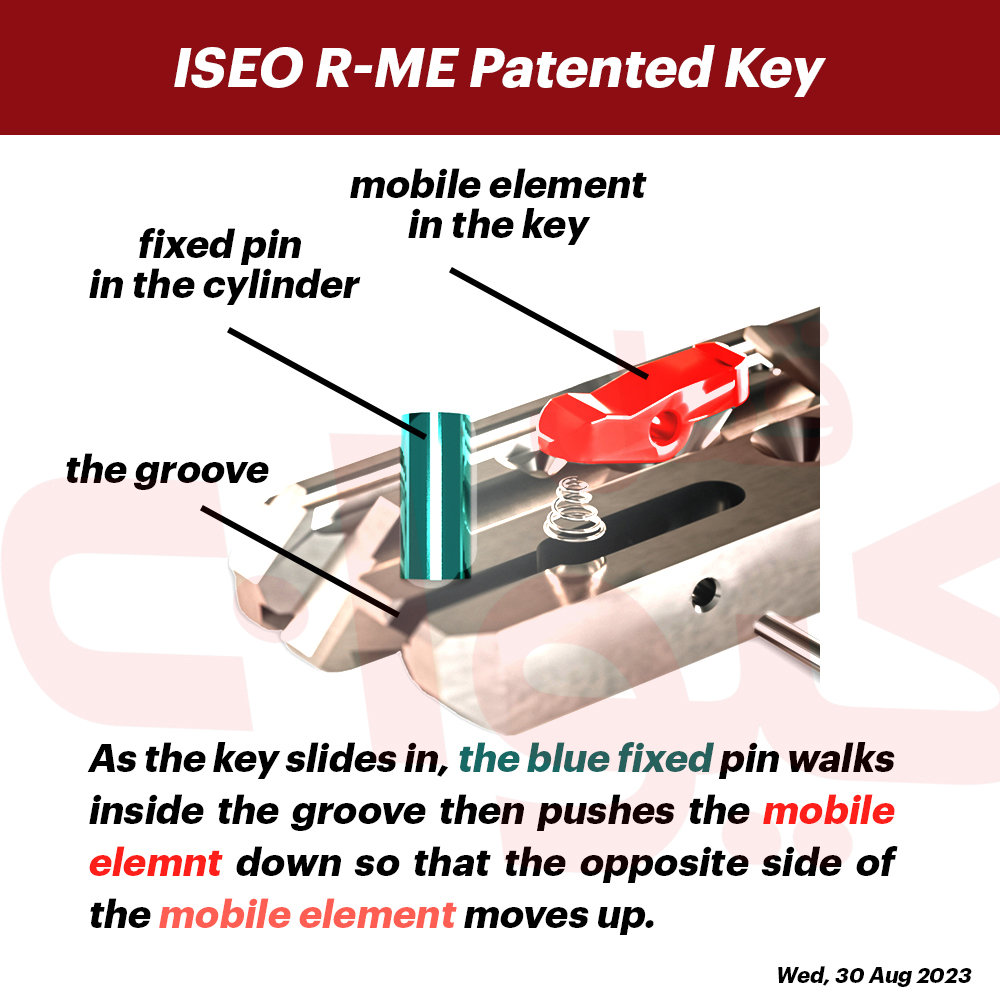 ISEO R-ME Patented Key
mobile element
in the key
fixed pin
in the cylinder
the groove
As the key slides in, the blue fixed pin walks
inside the groove then pushes the mobile
elemnt down so that the opposite side of
the mobile element moves up.
Wed, 30 Aug 2023